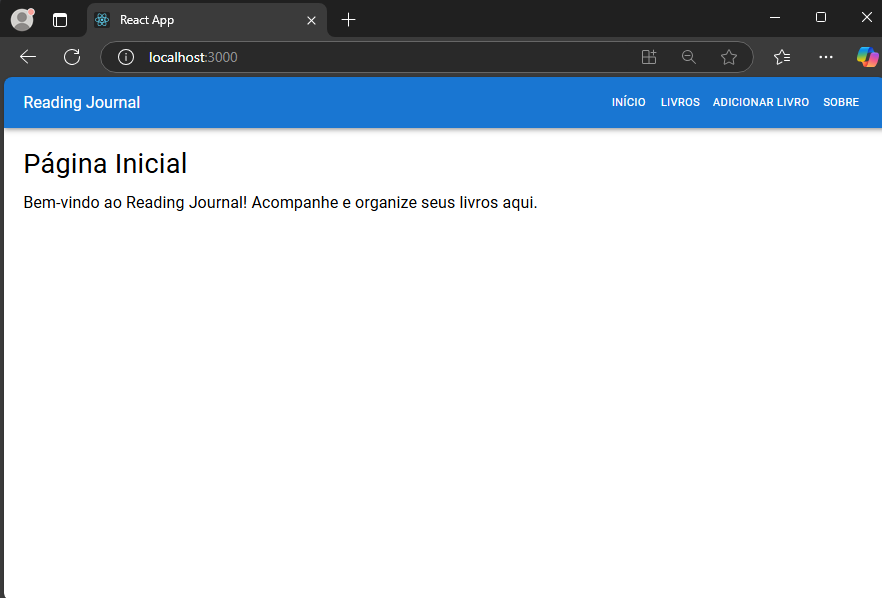 React App
localhost:3000
Reading Journal
INÍCIO LIVROS ADICIONAR LIVRO SOBRE
Página Inicial
Bem-vindo ao Reading Journal! Acompanhe e organize seus livros aqui.